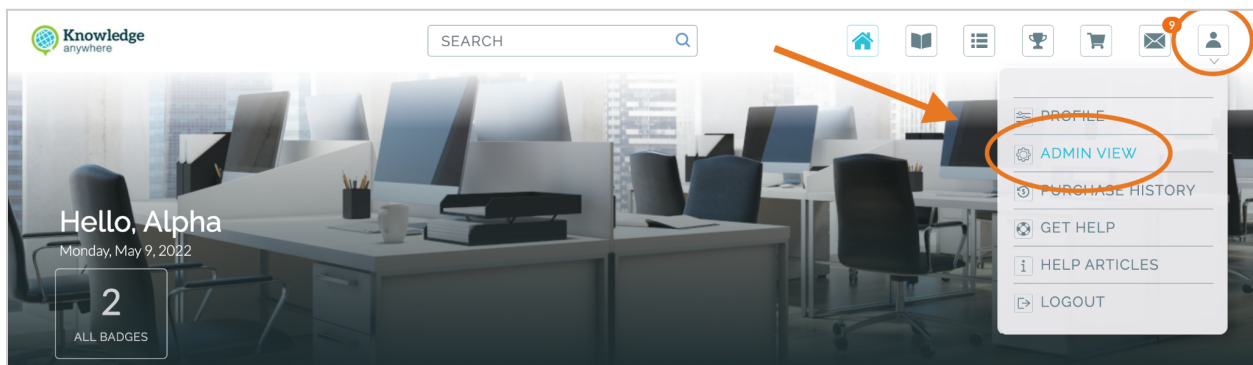 Knowledge
anywhere
SEARCH
9
PROFILE
ADMIN VIEW
PURCHASE HISTORY
GET HELP
HELP ARTICLES
LOGOUT
Hello, Alpha
Monday, May 9, 2022
2
ALL BADGES